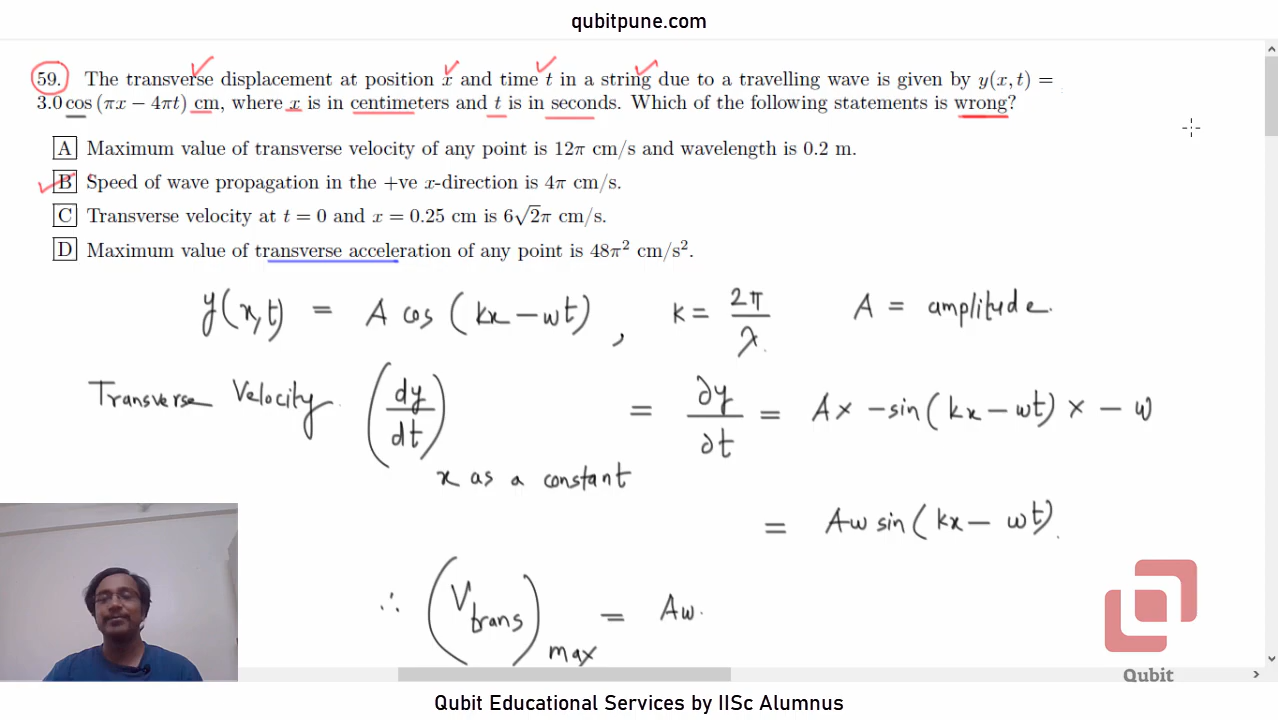 qubitpune.com
59. The transverse displacement at position x and time t in a string due to a travelling wave is given by y(x, t) =
3.0 cos (πx − 4πt) cm, where x is in centimeters and t is in seconds. Which of the following statements is wrong?
A Maximum value of transverse velocity of any point is 12π cm/s and wavelength is 0.2 m.
B Speed of wave propagation in the +ve x-direction is 4π cm/s.
C Transverse velocity at t = 0 and x = 0.25 cm is 6√2π cm/s.
D Maximum value of transverse acceleration of any point is 48π² cm/s².
y(x,t) = A cos (kx − ωt) , k = 2π/λ A = amplitude.
Transverse Velocity (dy/dt) x as a constant = ∂y/∂t = A × −sin(kx − ωt) × −ω
= Aω sin(kx − ωt).
∴ (Vtrans)max = Aω.
Qubit
Qubit Educational Services by IISc Alumnus